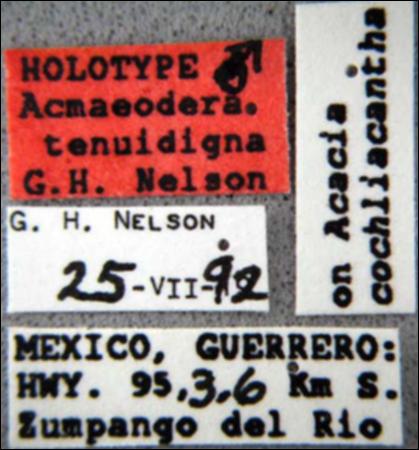 HOLOTYPE ♂
Acmaeodera
tenuidigna
G.H. Nelson
G. H. NELSON
25-VII-92
MEXICO, GUERRERO:
HWY. 95, 3.6 Km S.
Zumpango del Rio
on Acacia
cochliacantha